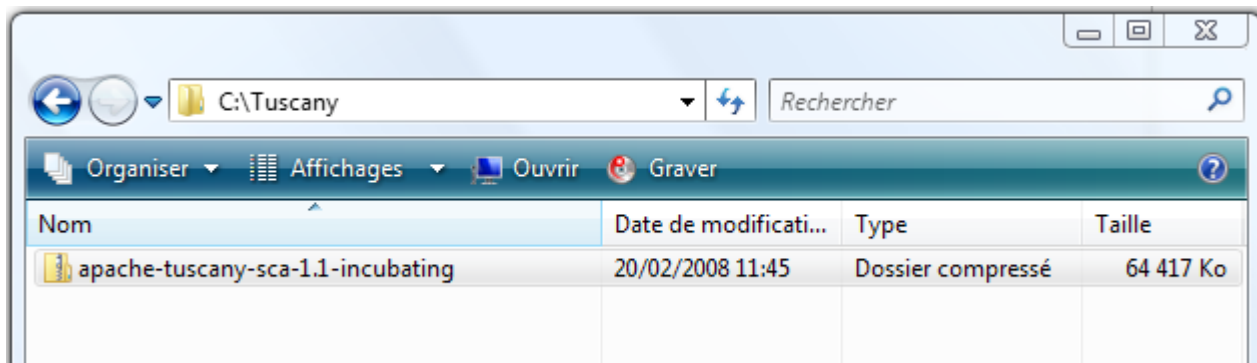 C:\Tuscany Rechercher
Organiser Affichages Ouvrir Graver
Nom Date de modificati... Type Taille
apache-tuscany-sca-1.1-incubating 20/02/2008 11:45 Dossier compressé 64 417 Ko